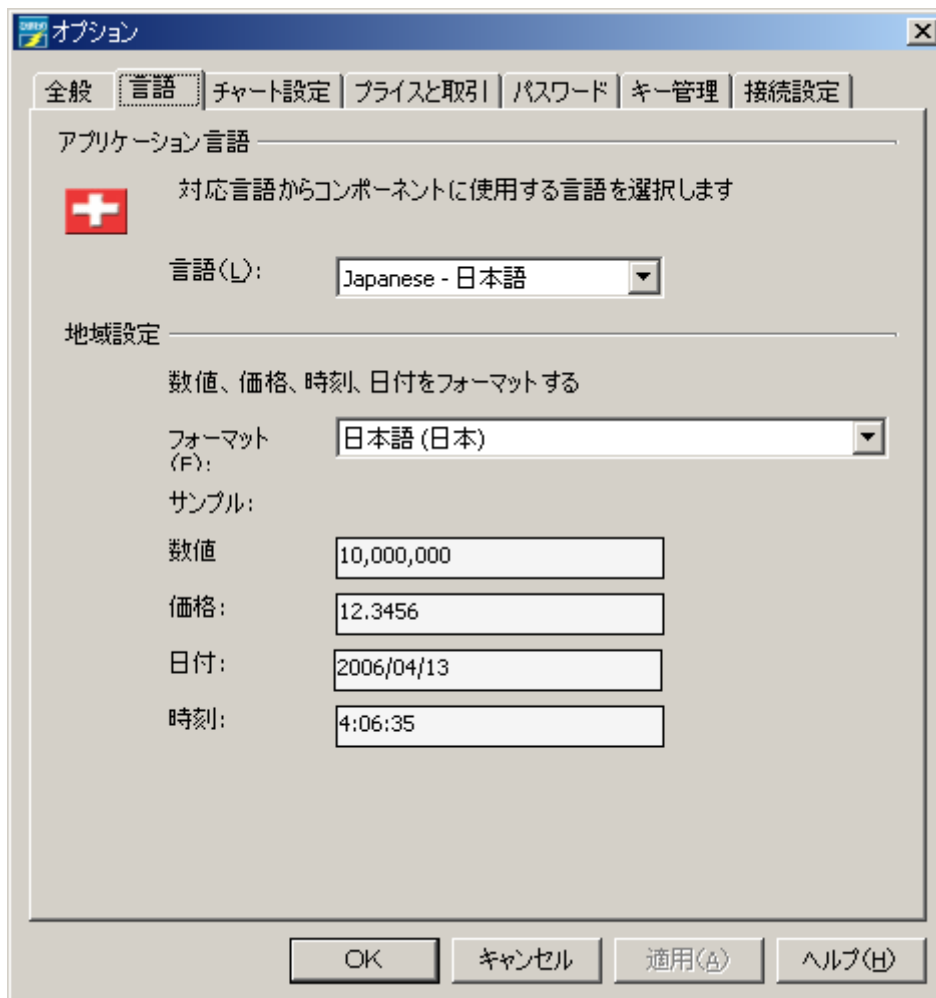 オプション
全般 言語 チャート設定 プライスと取引 パスワード キー管理 接続設定
アプリケーション言語
対応言語からコンポーネントに使用する言語を選択します
言語(L): Japanese - 日本語
地域設定
数値、価格、時刻、日付をフォーマットする
フォーマット 日本語 (日本)
(F):
サンプル:
数値 10,000,000
価格: 12.3456
日付: 2006/04/13
時刻: 4:06:35
OK キャンセル 適用(A) ヘルプ(H)